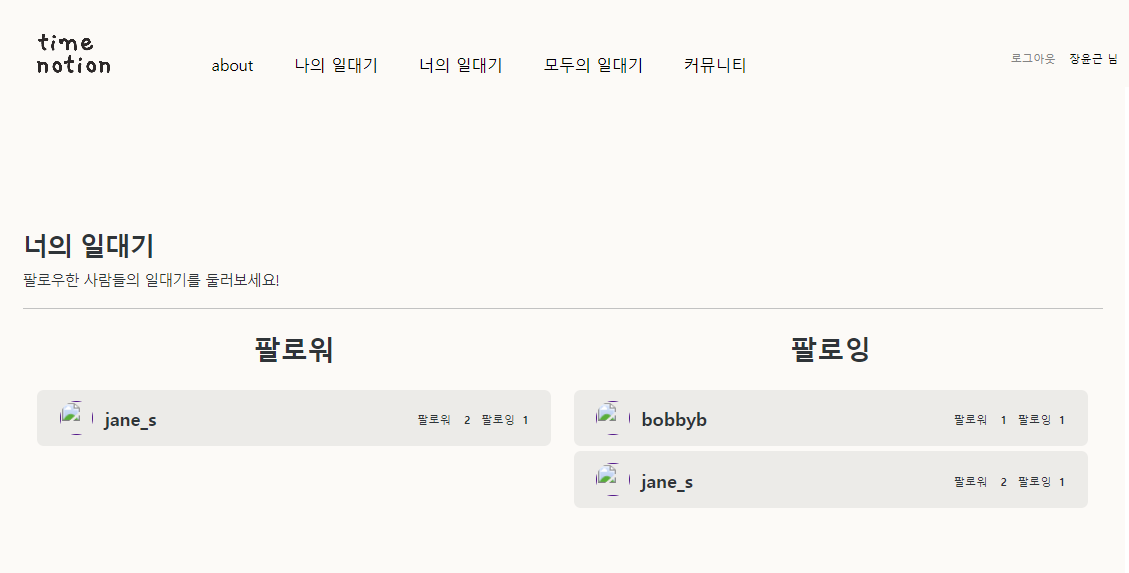 time
notion
about 나의 일대기 너의 일대기 모두의 일대기 커뮤니티
로그아웃 장윤근 님
너의 일대기
팔로우한 사람들의 일대기를 둘러보세요!
팔로워
jane_s 팔로워 2 팔로잉 1
팔로잉
bobbyb 팔로워 1 팔로잉 1
jane_s 팔로워 2 팔로잉 1